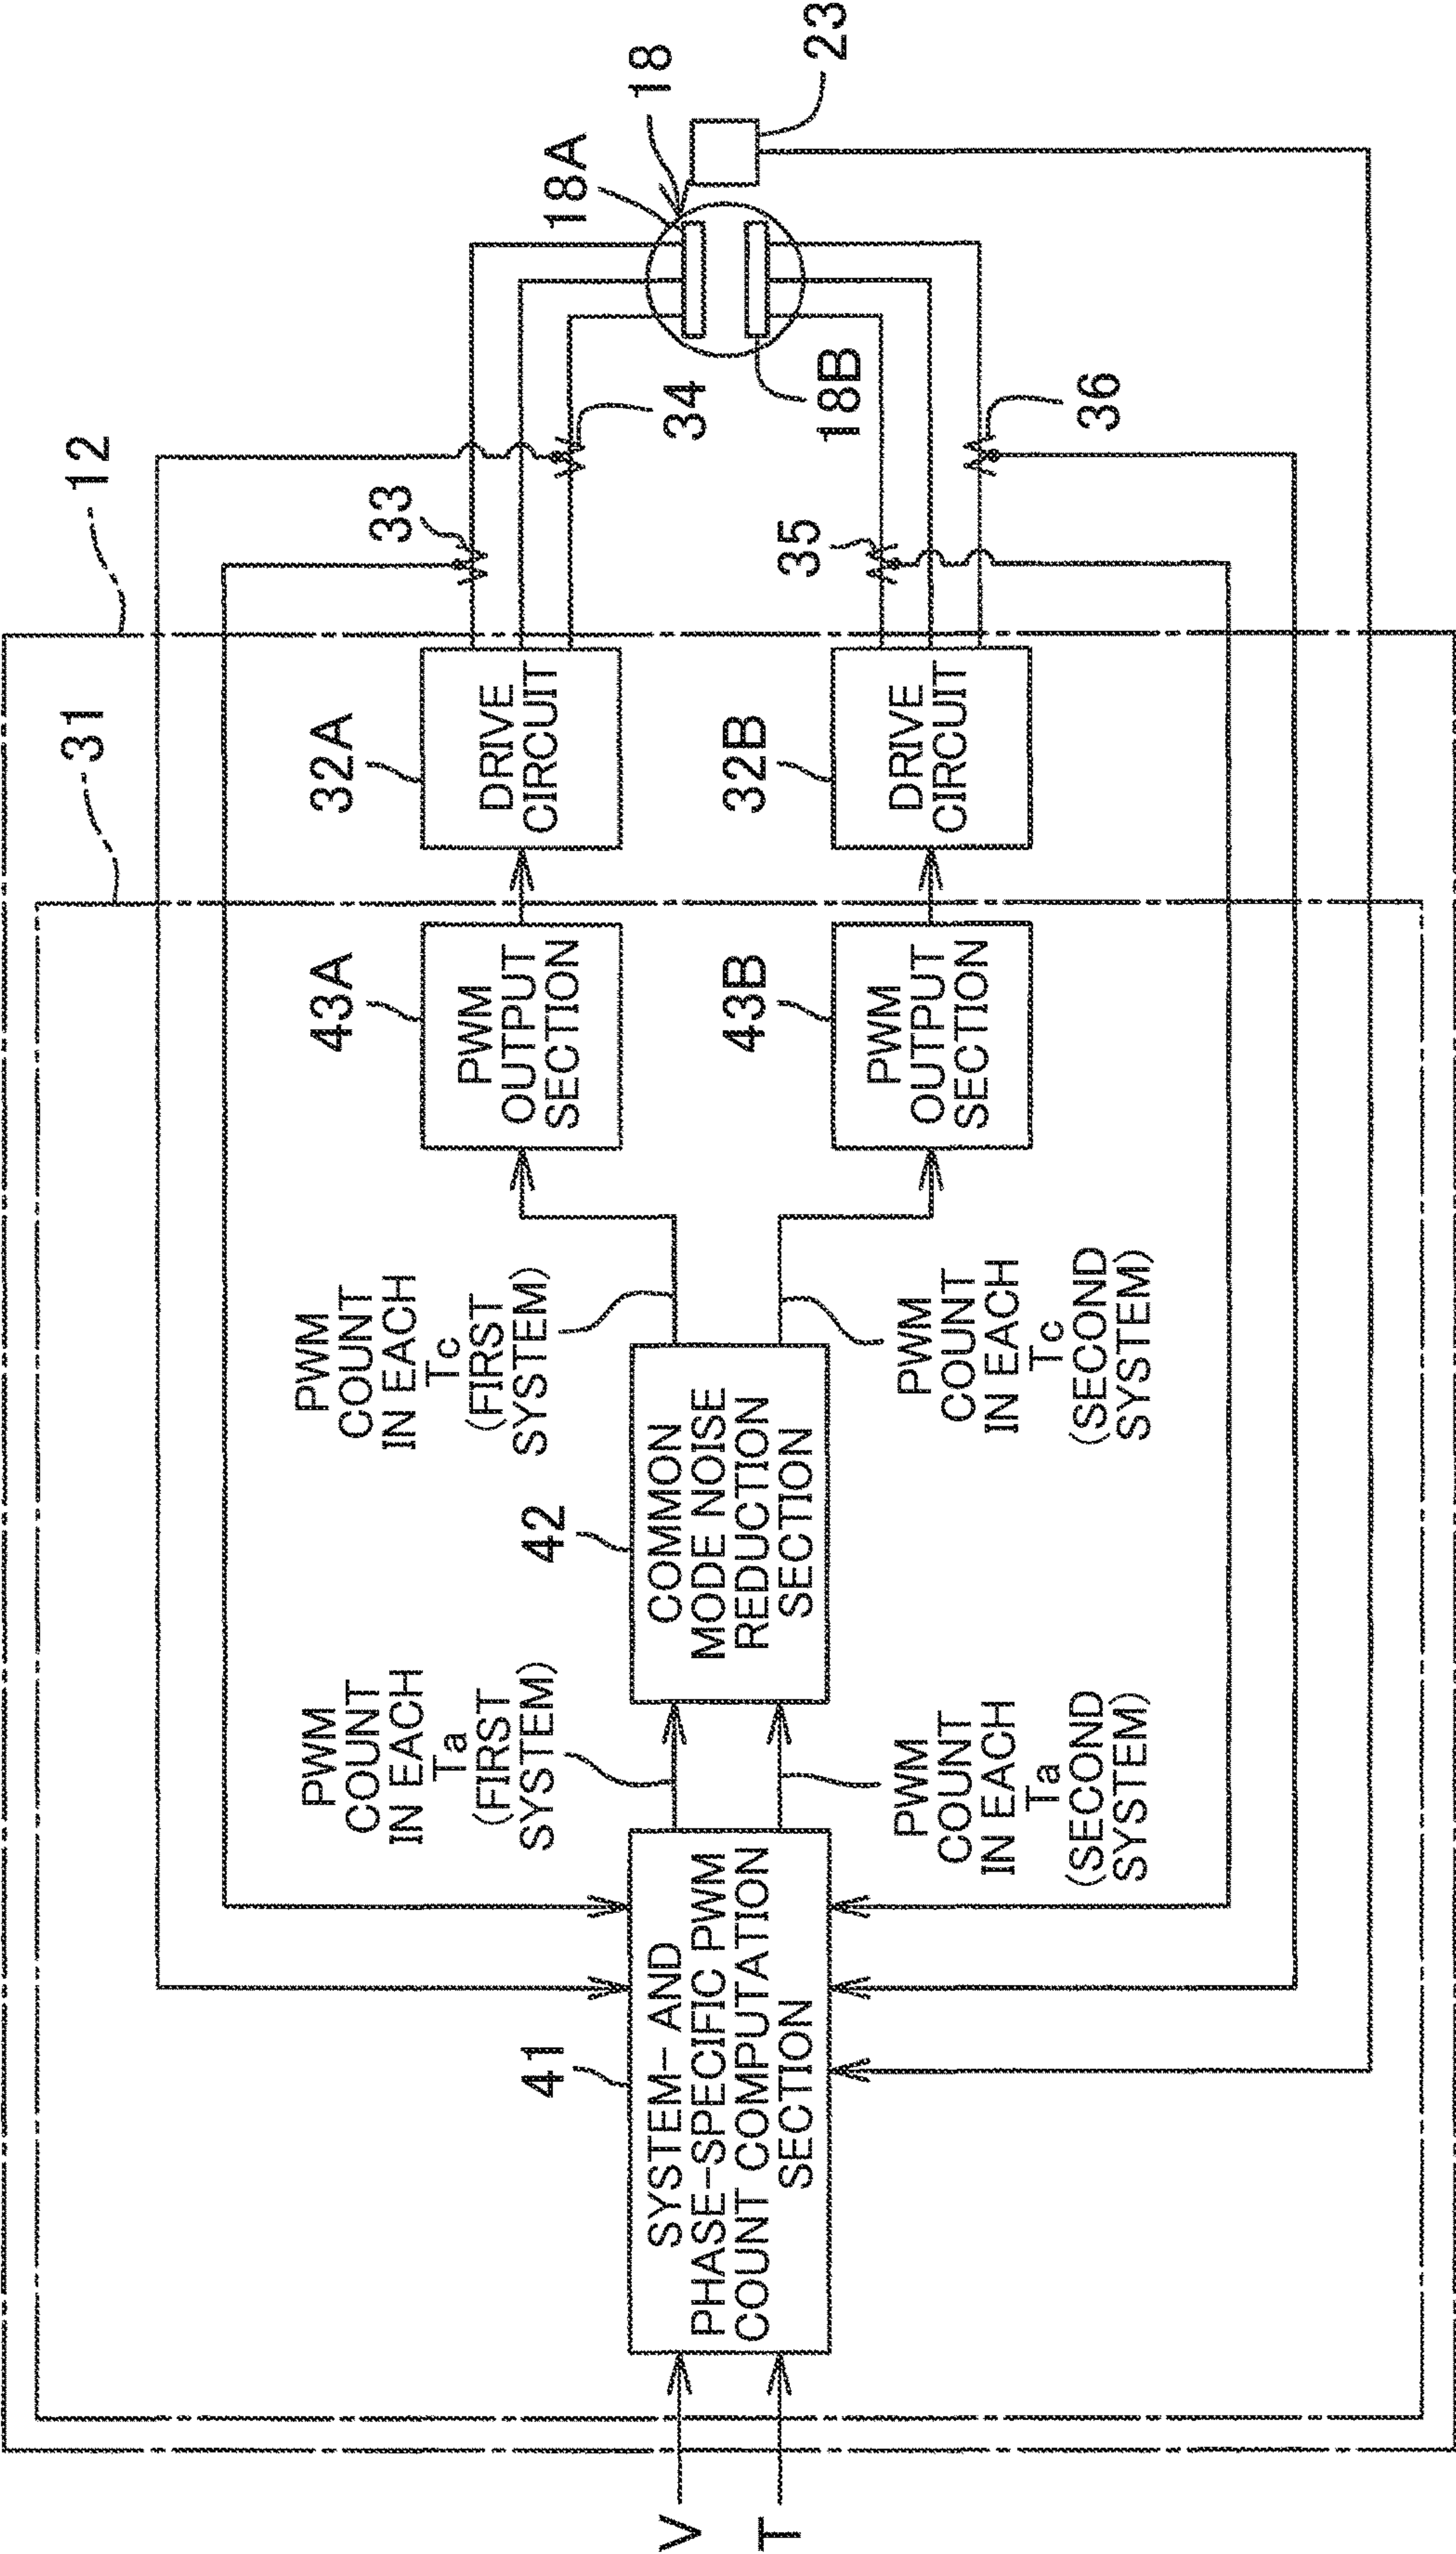 12
31
V
T
41
SYSTEM- AND
PHASE-SPECIFIC PWM
COUNT COMPUTATION
SECTION
PWM
COUNT
IN EACH
Ta
(FIRST
SYSTEM)
PWM
COUNT
IN EACH
Ta
(SECOND
SYSTEM)
42
COMMON
MODE NOISE
REDUCTION
SECTION
PWM
COUNT
IN EACH
Tc
(FIRST
SYSTEM)
PWM
COUNT
IN EACH
Tc
(SECOND
SYSTEM)
43A
PWM
OUTPUT
SECTION
43B
PWM
OUTPUT
SECTION
32A
DRIVE
CIRCUIT
32B
DRIVE
CIRCUIT
33
34
35
36
18A
18
18B
23